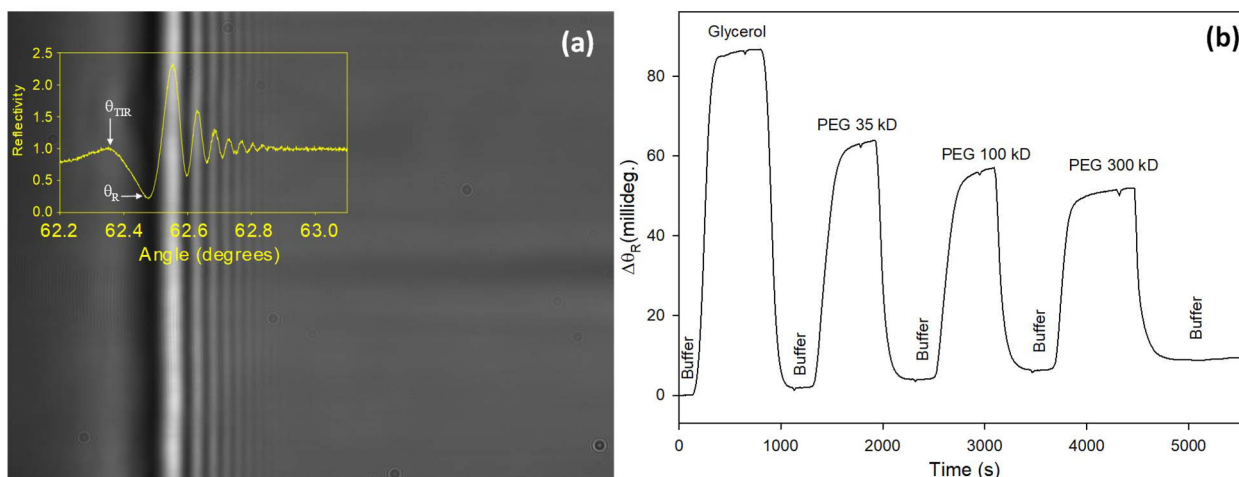 (a)
2.5
2.0
1.5
1.0
0.5
0.0
Reflectivity
θTIR
θR
62.2 62.4 62.6 62.8 63.0
Angle (degrees)
(b)
Glycerol
PEG 35 kD
PEG 100 kD
PEG 300 kD
Buffer
Buffer
Buffer
Buffer
Buffer
80
60
40
20
0
ΔθR(millideg.)
0 1000 2000 3000 4000 5000
Time (s)